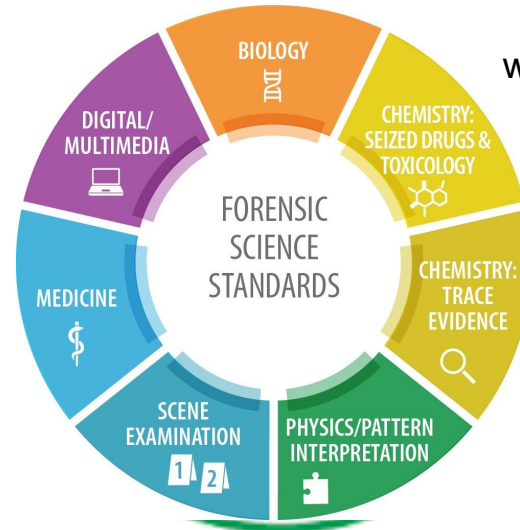 BIOLOGY
W
CHEMISTRY:
SEIZED DRUGS &
TOXICOLOGY
CHEMISTRY:
TRACE
EVIDENCE
PHYSICS/PATTERN
INTERPRETATION
SCENE
EXAMINATION
1 2
MEDICINE
DIGITAL/
MULTIMEDIA
FORENSIC
SCIENCE
STANDARDS